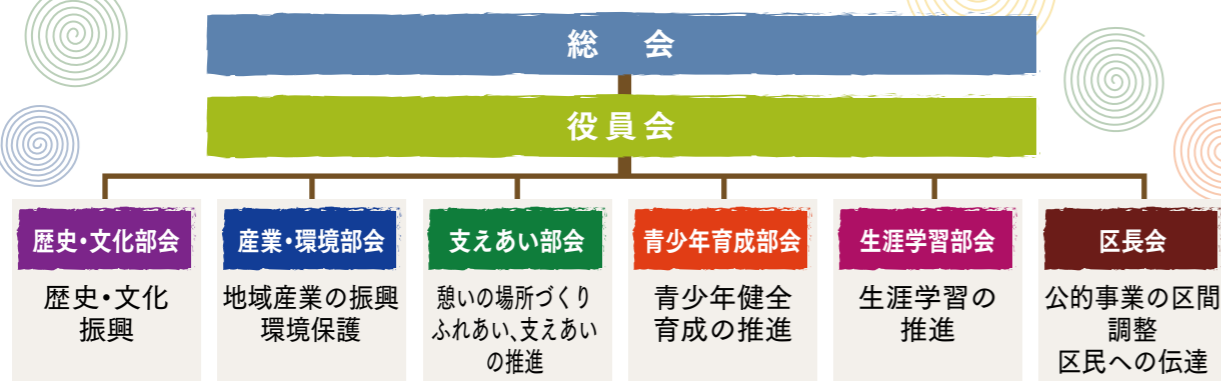 総　会
役員会
歴史・文化部会
歴史・文化
振興
産業・環境部会
地域産業の振興
環境保護
支えあい部会
憩いの場所づくり
ふれあい、支えあい
の推進
青少年育成部会
青少年健全
育成の推進
生涯学習部会
生涯学習の
推進
区長会
公的事業の区間
調整
区民への伝達